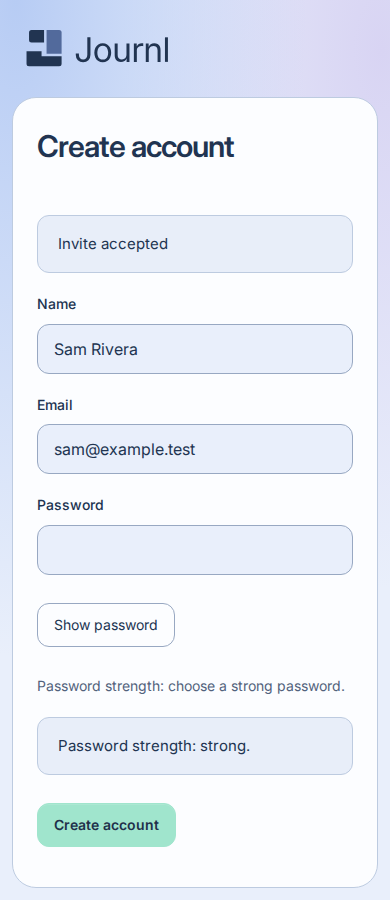 Journl
Create account
Invite accepted
Name
Sam Rivera
Email
sam@example.test
Password
Show password
Password strength: choose a strong password.
Password strength: strong.
Create account